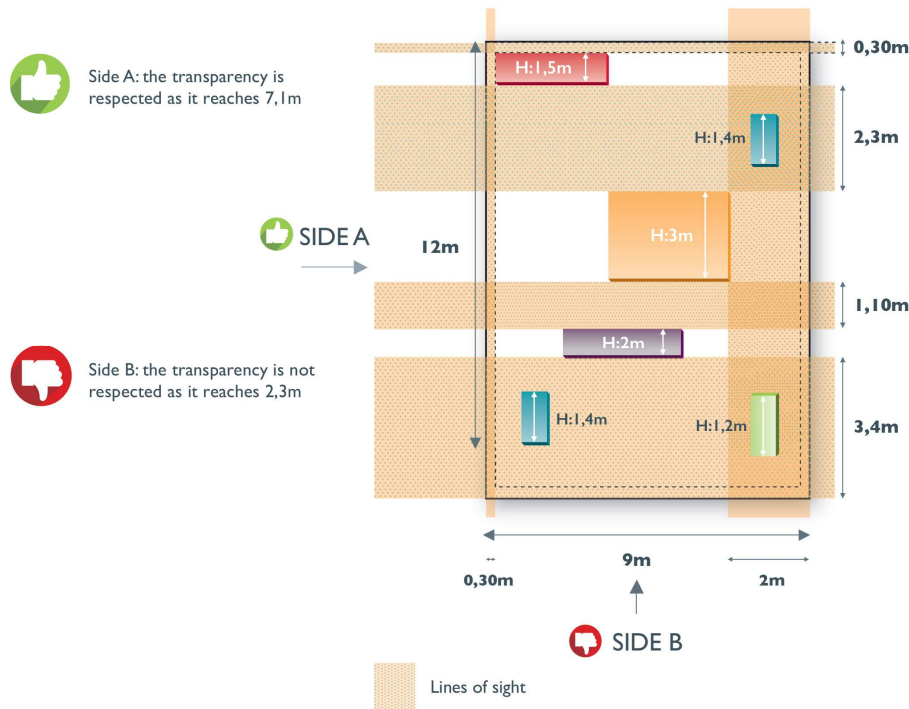 0,30m
H:1,5m
Side A: the transparency is
respected as it reaches 7,1m
2,3m
H:1,4m
SIDE A
12m
H:3m
1,10m
H:2m
Side B: the transparency is not
respected as it reaches 2,3m
H:1,4m
H:1,2m
3,4m
9m
0,30m
2m
SIDE B
Lines of sight